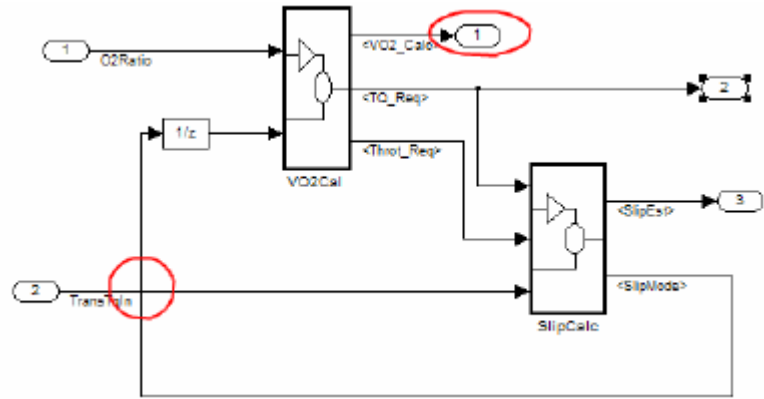 1
O2Ratio
<VO2_Calc>
1
<TQ_Req>
2
1/z
<Throt_Req>
VO2Cal
<SlipEst>
3
2
TransTqIn
<SlipMode>
SlipCalc